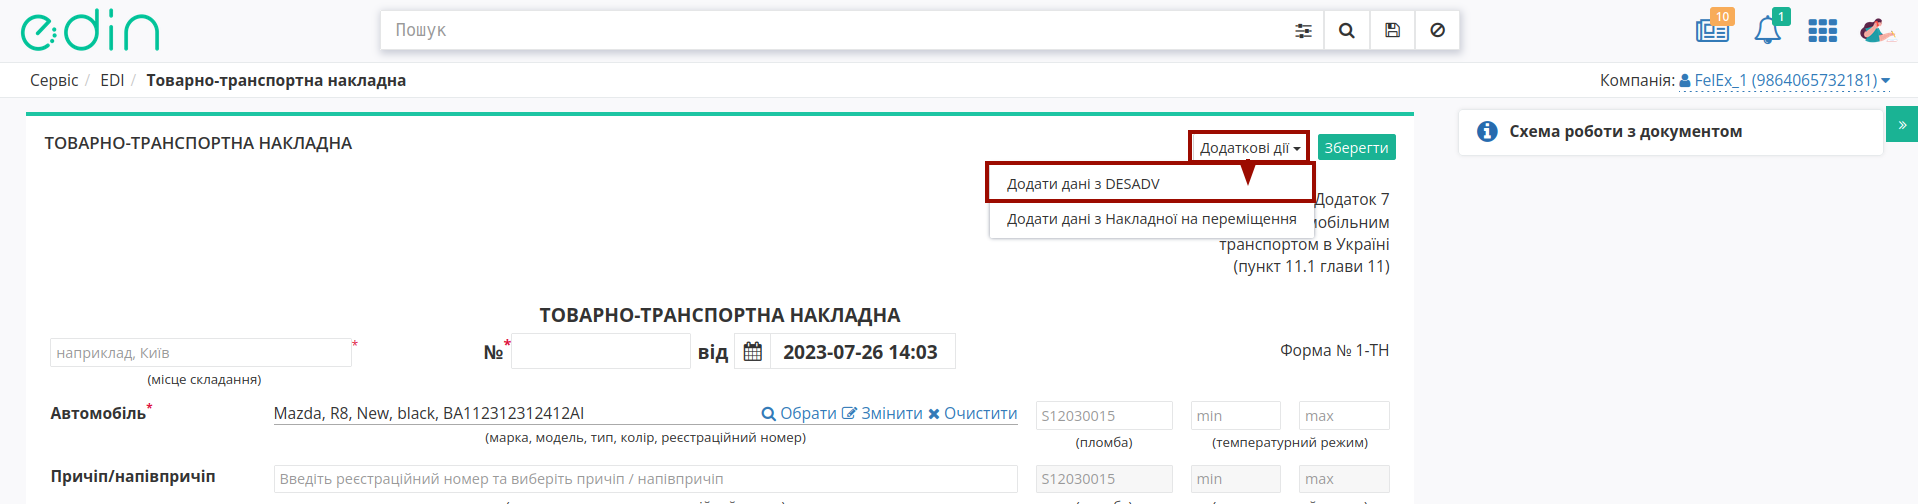 edin
Пошук
10
1
Сервіс / EDI / Товарно-транспортна накладна
Компанія: FelEx_1 (9864065732181)
ТОВАРНО-ТРАНСПОРТНА НАКЛАДНА
Додаткові дії
Зберегти
»
Схема роботи з документом
Додати дані з DESADV
Додати дані з Накладної на переміщення
Додаток 7
мобільним
транспортом в Україні
(пункт 11.1 глави 11)
ТОВАРНО-ТРАНСПОРТНА НАКЛАДНА
наприклад, Київ *
№* від 2023-07-26 14:03
Форма № 1-ТН
(місце складання)
Автомобіль* Mazda, R8, New, black, BA112312312412AI Обрати Змінити Очистити S12030015 min max
(марка, модель, тип, колір, реєстраційний номер) (пломба) (температурний режим)
Причіп/напівпричіп Введіть реєстраційний номер та виберіть причіп / напівпричіп S12030015 min max